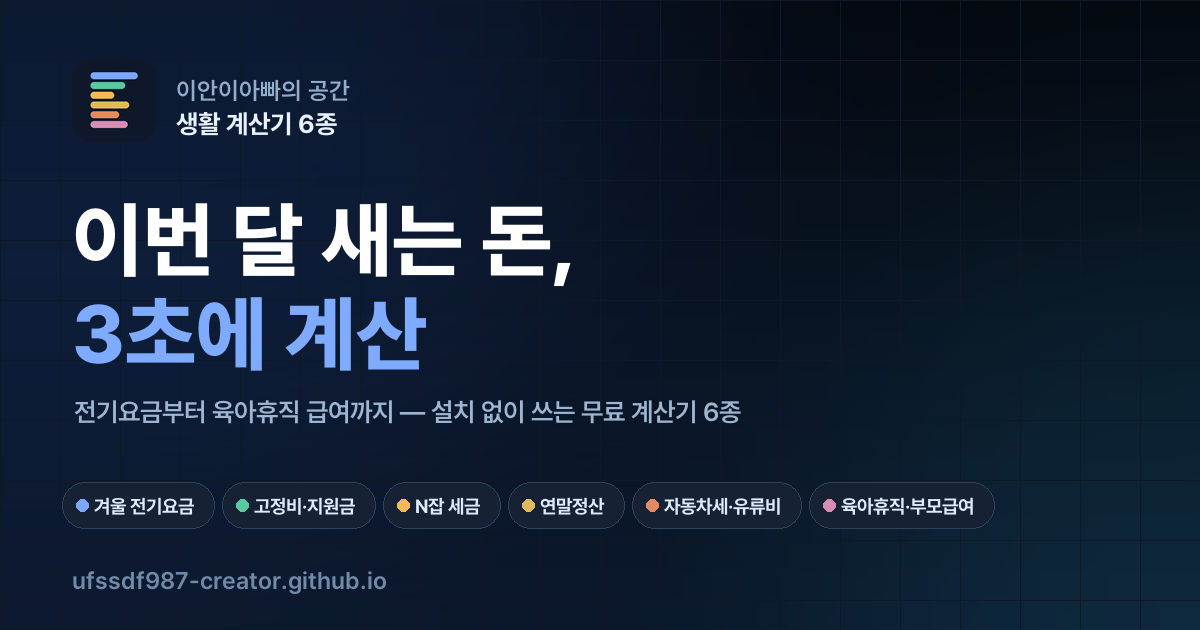 이안이아빠의 공간
생활 계산기 6종
이번 달 새는 돈,
3초에 계산
전기요금부터 육아휴직 급여까지 — 설치 없이 쓰는 무료 계산기 6종
겨울 전기요금 고정비·지원금 N잡 세금 연말정산 자동차세·유류비 육아휴직·부모급여
ufssdf987-creator.github.io